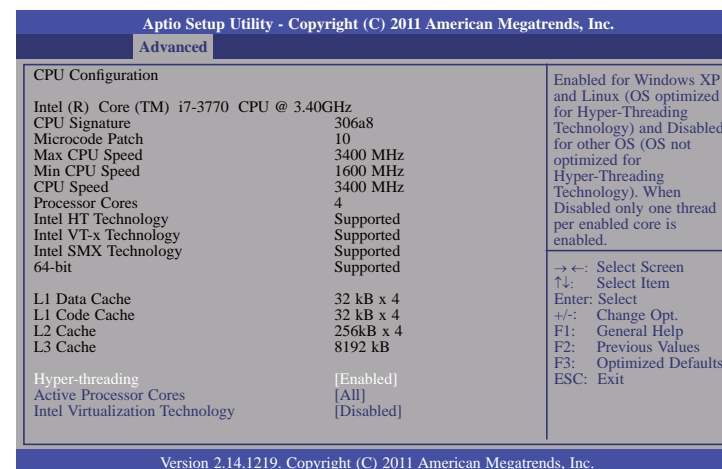 Aptio Setup Utility - Copyright (C) 2011 American Megatrends, Inc.
Advanced
CPU Configuration
Intel (R) Core (TM) i7-3770 CPU @ 3.40GHz
CPU Signature 306a8
Microcode Patch 10
Max CPU Speed 3400 MHz
Min CPU Speed 1600 MHz
CPU Speed 3400 MHz
Processor Cores 4
Intel HT Technology Supported
Intel VT-x Technology Supported
Intel SMX Technology Supported
64-bit Supported
L1 Data Cache 32 kB x 4
L1 Code Cache 32 kB x 4
L2 Cache 256kB x 4
L3 Cache 8192 kB
Hyper-threading [Enabled]
Active Processor Cores [All]
Intel Virtualization Technology [Disabled]
Enabled for Windows XP
and Linux (OS optimized
for Hyper-Threading
Technology) and Disabled
for other OS (OS not
optimized for
Hyper-Threading
Technology). When
Disabled only one thread
per enabled core is
enabled.
→←: Select Screen
↑↓: Select Item
Enter: Select
+/-: Change Opt.
F1: General Help
F2: Previous Values
F3: Optimized Defaults
ESC: Exit
Version 2.14.1219. Copyright (C) 2011 American Megatrends, Inc.